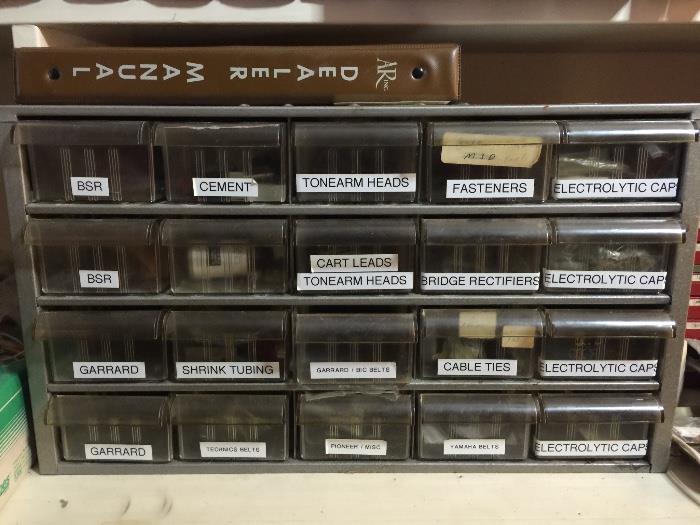 AR INC.
DEALER MANUAL
BSR
CEMENT
TONEARM HEADS
M I D
FASTENERS
ELECTROLYTIC CAPS
BSR
CART LEADS
TONEARM HEADS
BRIDGE RECTIFIERS
ELECTROLYTIC CAP
GARRARD
SHRINK TUBING
GARRARD / BIC BELTS
CABLE TIES
ELECTROLYTIC CAPS
GARRARD
TECHNICS BELTS
PIONEER / MISC
YAMAHA BELTS
ELECTROLYTIC CAPS